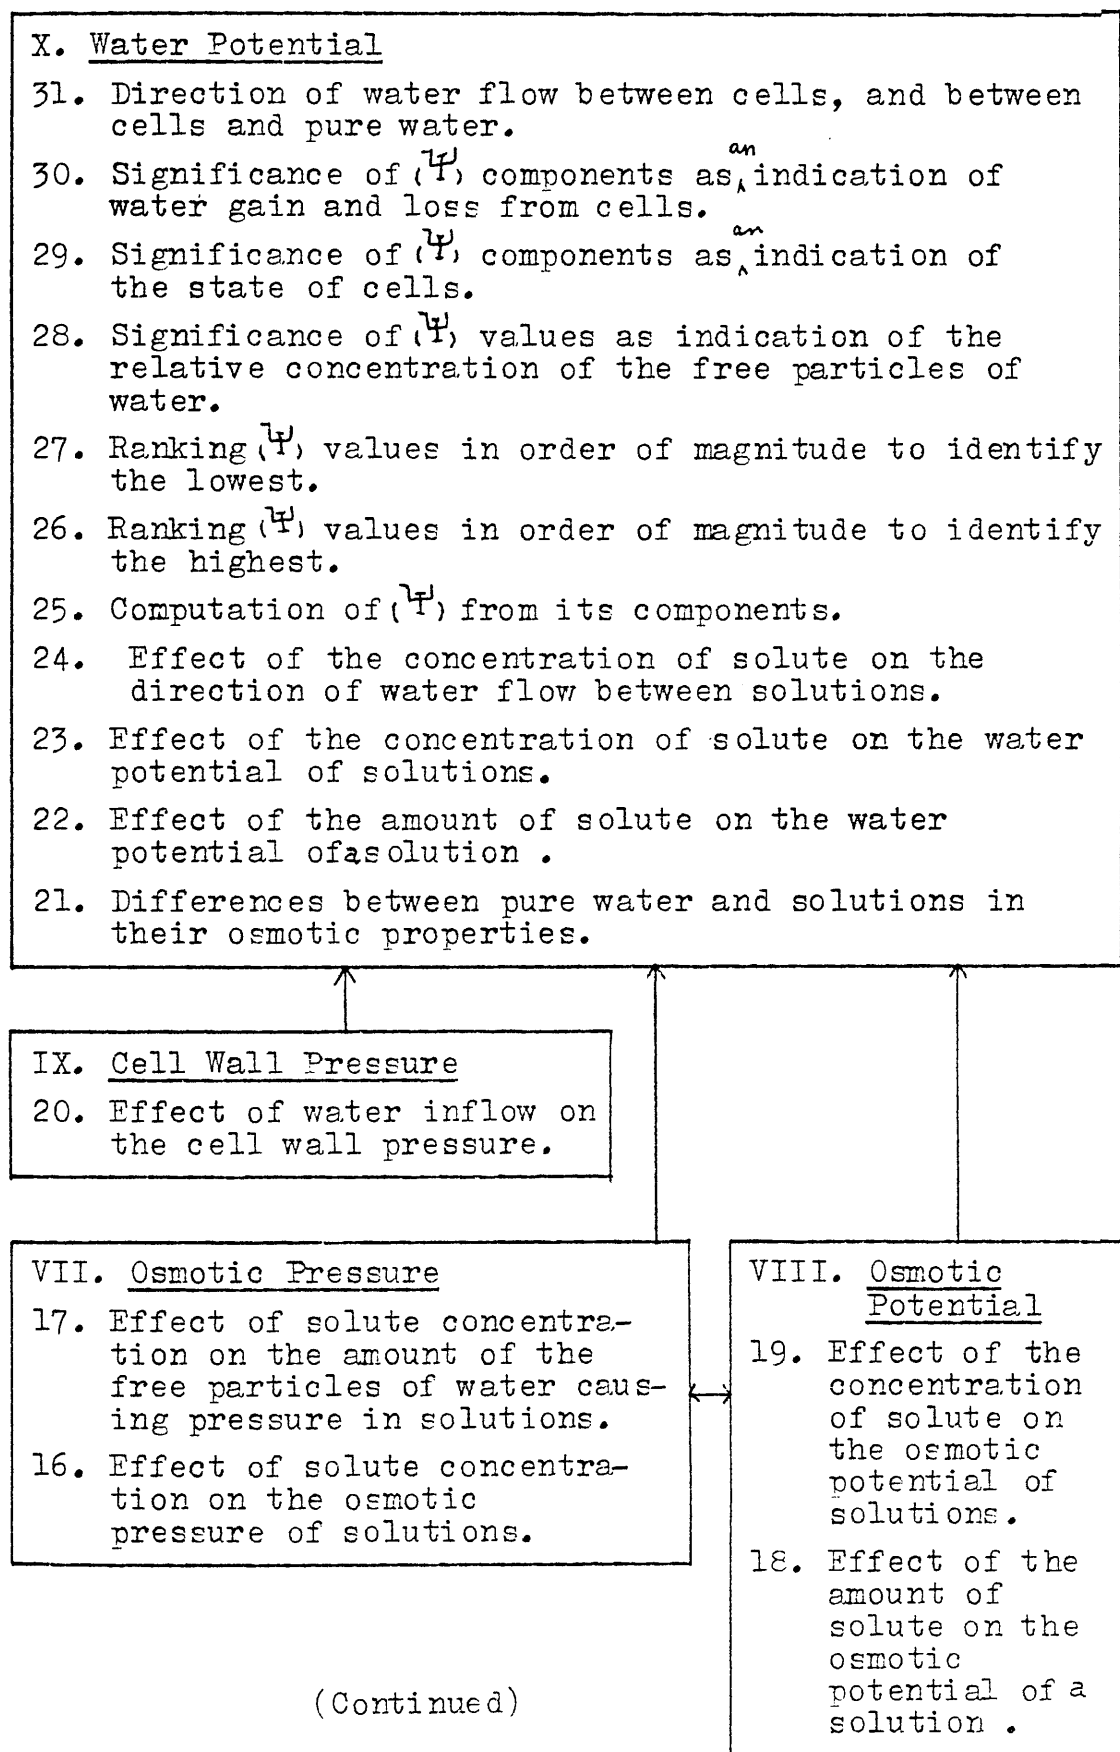 X. Water Potential
31. Direction of water flow between cells, and between
cells and pure water.
30. Significance of (Ψ) components as an indication of
water gain and loss from cells.
29. Significance of (Ψ) components as an indication of
the state of cells.
28. Significance of (Ψ) values as indication of the
relative concentration of the free particles of
water.
27. Ranking (Ψ) values in order of magnitude to identify
the lowest.
26. Ranking (Ψ) values in order of magnitude to identify
the highest.
25. Computation of (Ψ) from its components.
24. Effect of the concentration of solute on the
direction of water flow between solutions.
23. Effect of the concentration of solute on the water
potential of solutions.
22. Effect of the amount of solute on the water
potential of a solution .
21. Differences between pure water and solutions in
their osmotic properties.
IX. Cell Wall Pressure
20. Effect of water inflow on
the cell wall pressure.
VII. Osmotic Pressure
17. Effect of solute concentra-
tion on the amount of the
free particles of water caus-
ing pressure in solutions.
16. Effect of solute concentra-
tion on the osmotic
pressure of solutions.
VIII. Osmotic
Potential
19. Effect of the
concentration
of solute on
the osmotic
potential of
solutions.
18. Effect of the
amount of
solute on the
osmotic
potential of a
solution .
(Continued)